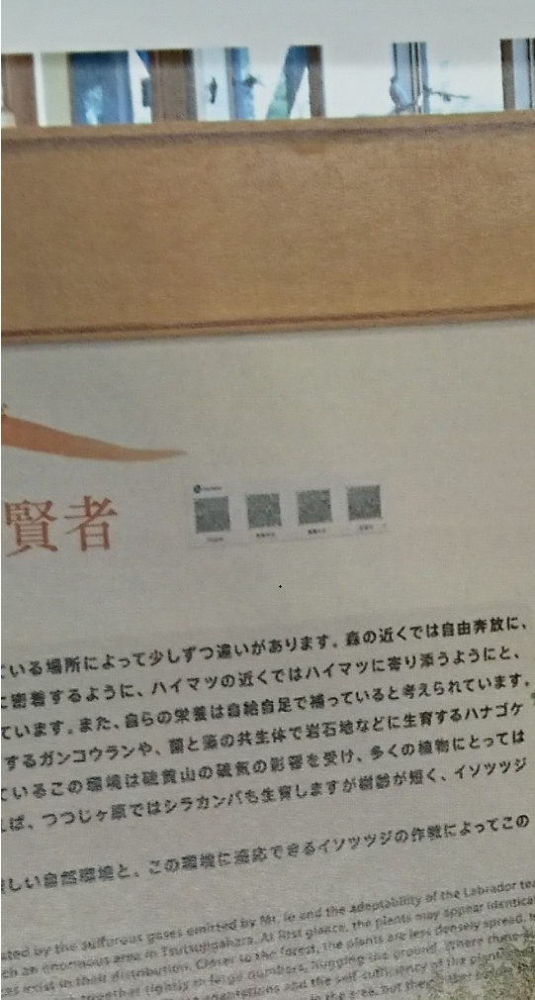 賢者
いる場所によって少しずつ違いがあります。森の近くでは自由奔放に、
密着するように、ハイマツの近くではハイマツに寄り添うようにと、
ています。また、自らの栄養は自給自足で補っていると考えられています。
するガンコウランや、菌と藻の共生体で岩石地などに生育するハナゴケ
ているこの環境は硫黄山の噴気の影響を受け、多くの植物にとっては
ば、つつじヶ原ではシラカンバも生育しますが樹齢が短く、イソツツジ
しい自然環境と、この環境に適応できるイソツツジの作戦によってこの
ated by the sulfurous gases emitted by Mt. Io and the adaptability of the Labrador tea
ch an enormous area in Tsutsujigahara. At first glance, the plants may appear identical
ces exist in their distribution. Closer to the forest, the plants are less densely spread,
together tightly in large numbers, hugging the ground. Where these
adaptations and the self-sufficiency of the plant
in the area, but they